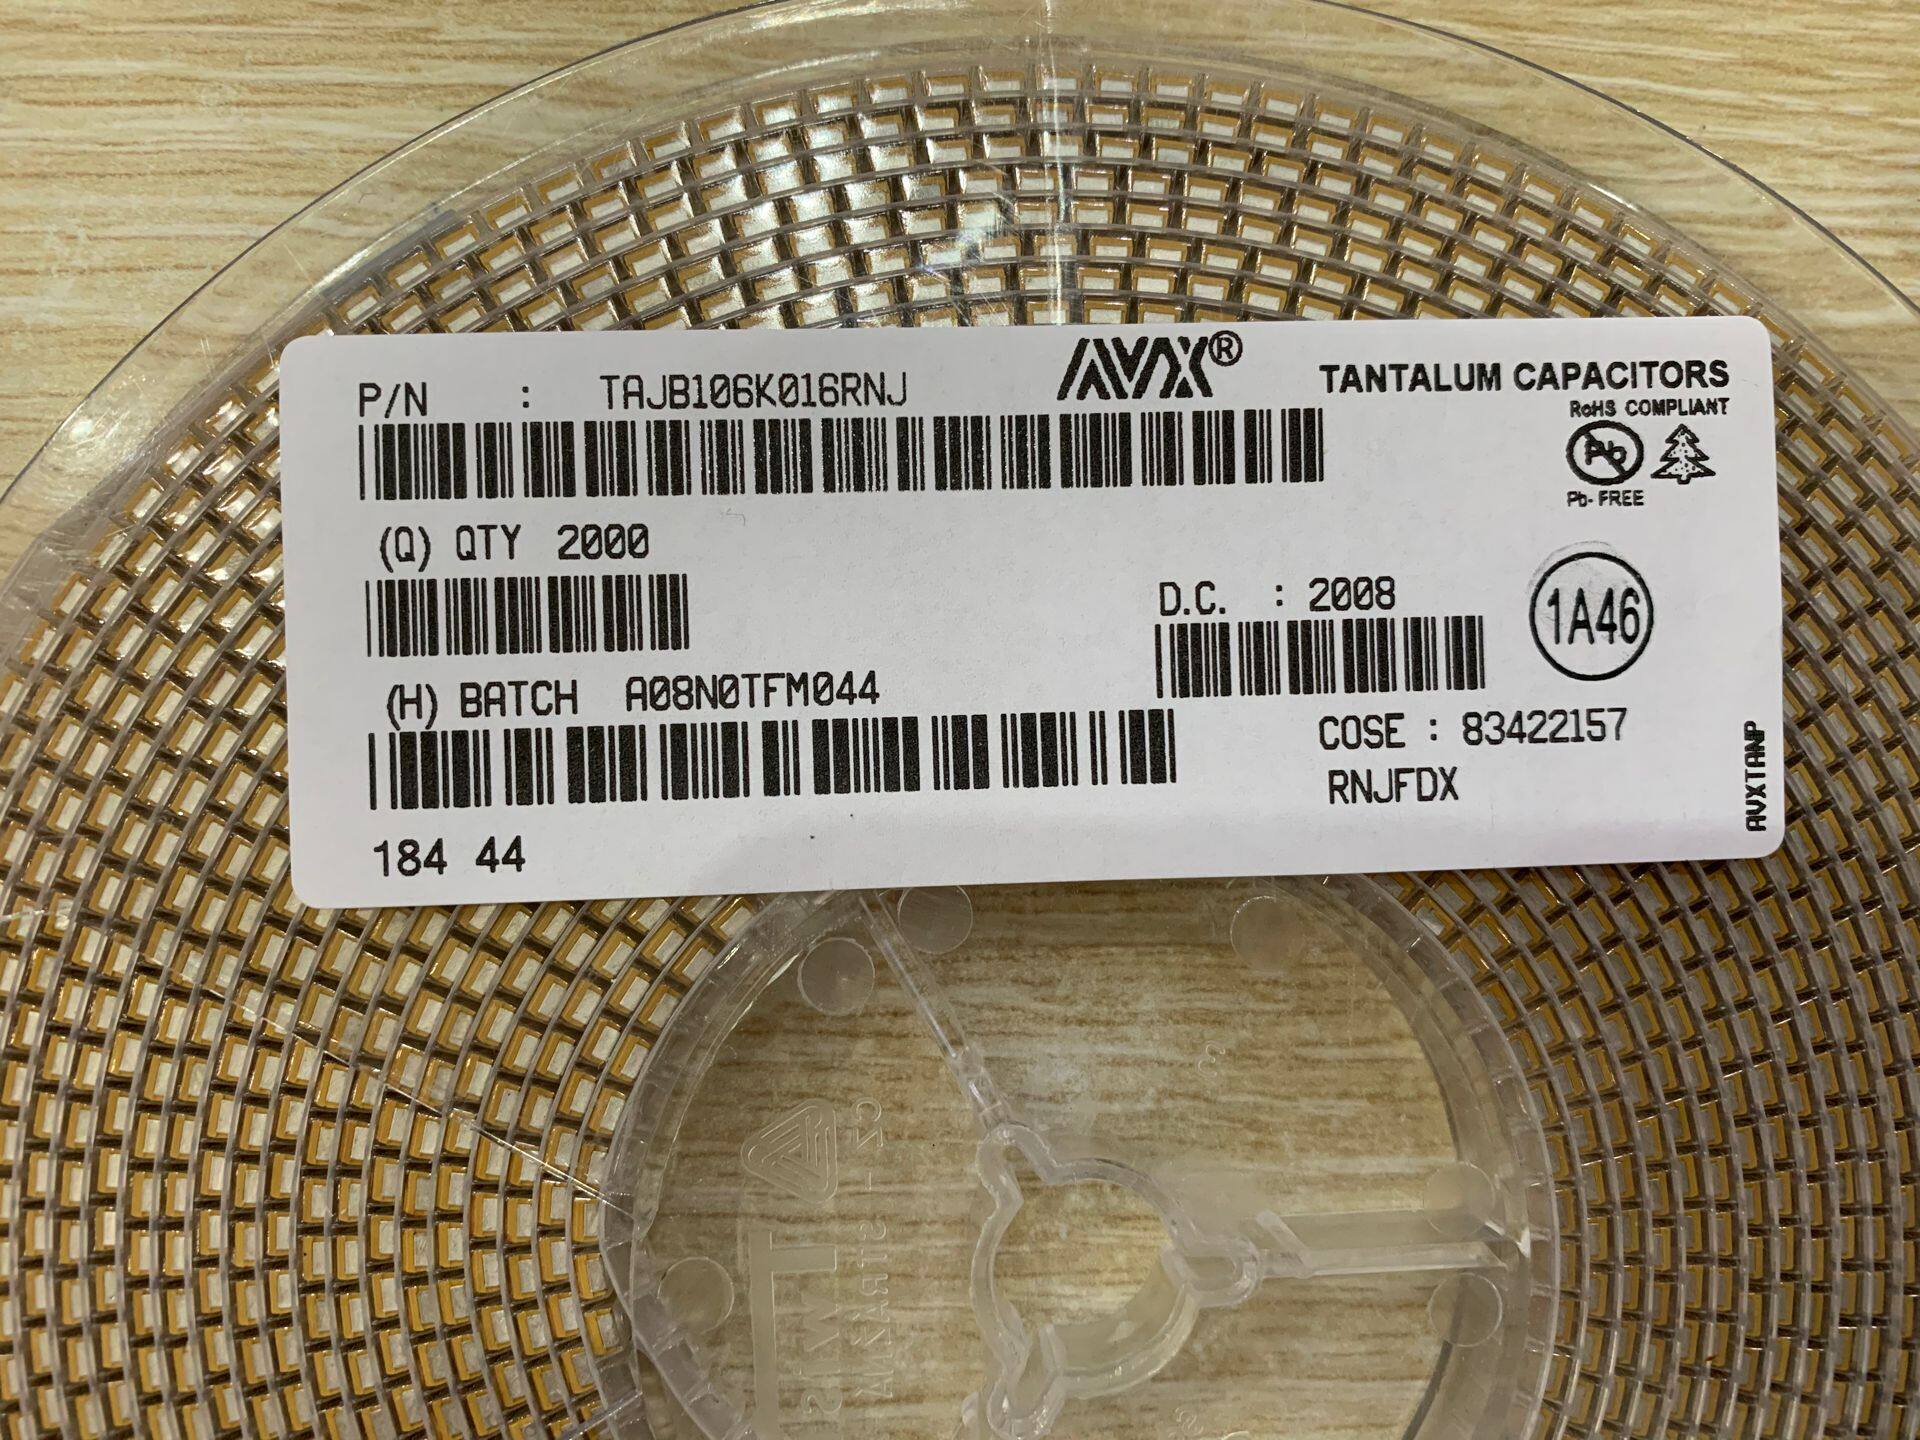 P/N : TAJB106K016RNJ
AVX®
TANTALUM CAPACITORS
RoHS COMPLIANT
Pb
Pb-FREE
(Q) QTY 2000
D.C. : 2008
1A46
(H) BATCH A08N0TFM044
COSE : 83422157
RNJFDX
AVXTANP
184 44